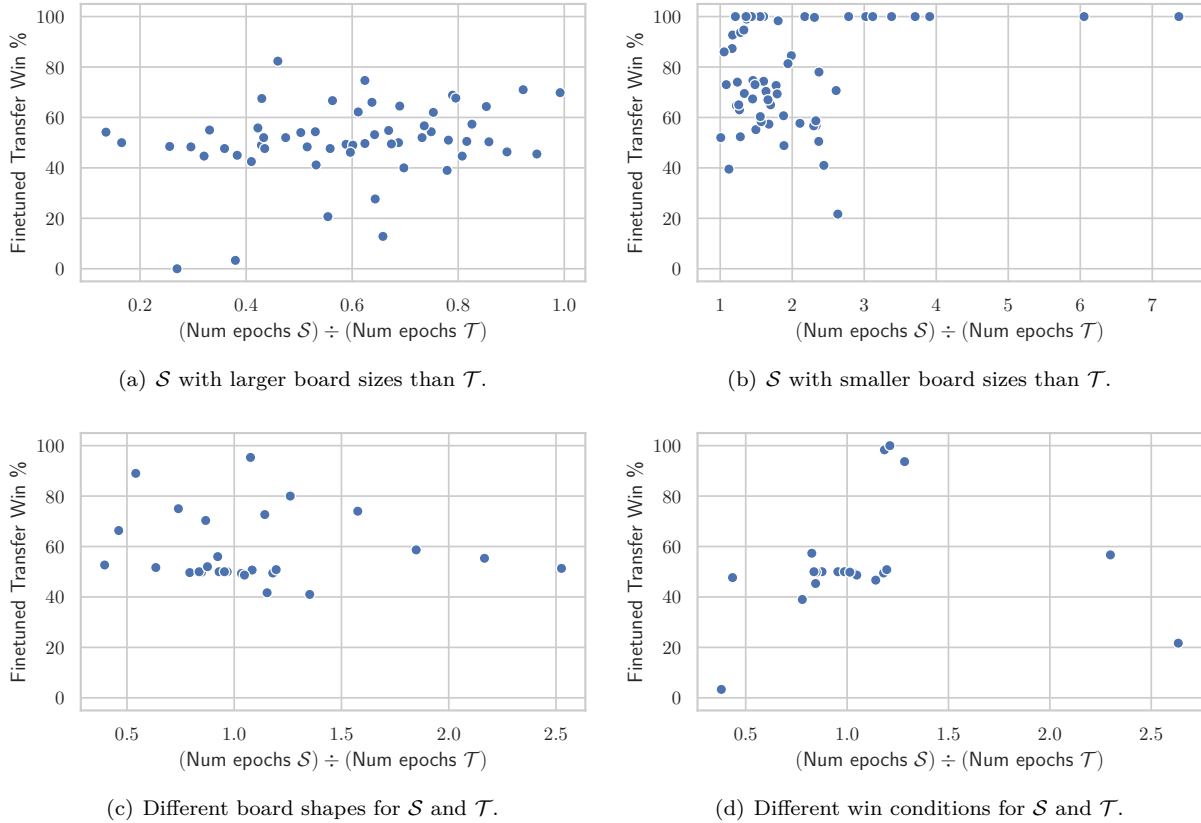 100
80
60
40
20
0
Finetuned Transfer Win %
0.2 0.4 0.6 0.8 1.0
(Num epochs 𝒮) ÷ (Num epochs 𝒯)
(a) 𝒮 with larger board sizes than 𝒯.
100
80
60
40
20
0
Finetuned Transfer Win %
1 2 3 4 5 6 7
(Num epochs 𝒮) ÷ (Num epochs 𝒯)
(b) 𝒮 with smaller board sizes than 𝒯.
100
80
60
40
20
0
Finetuned Transfer Win %
0.5 1.0 1.5 2.0 2.5
(Num epochs 𝒮) ÷ (Num epochs 𝒯)
(c) Different board shapes for 𝒮 and 𝒯.
100
80
60
40
20
0
Finetuned Transfer Win %
0.5 1.0 1.5 2.0 2.5
(Num epochs 𝒮) ÷ (Num epochs 𝒯)
(d) Different win conditions for 𝒮 and 𝒯.